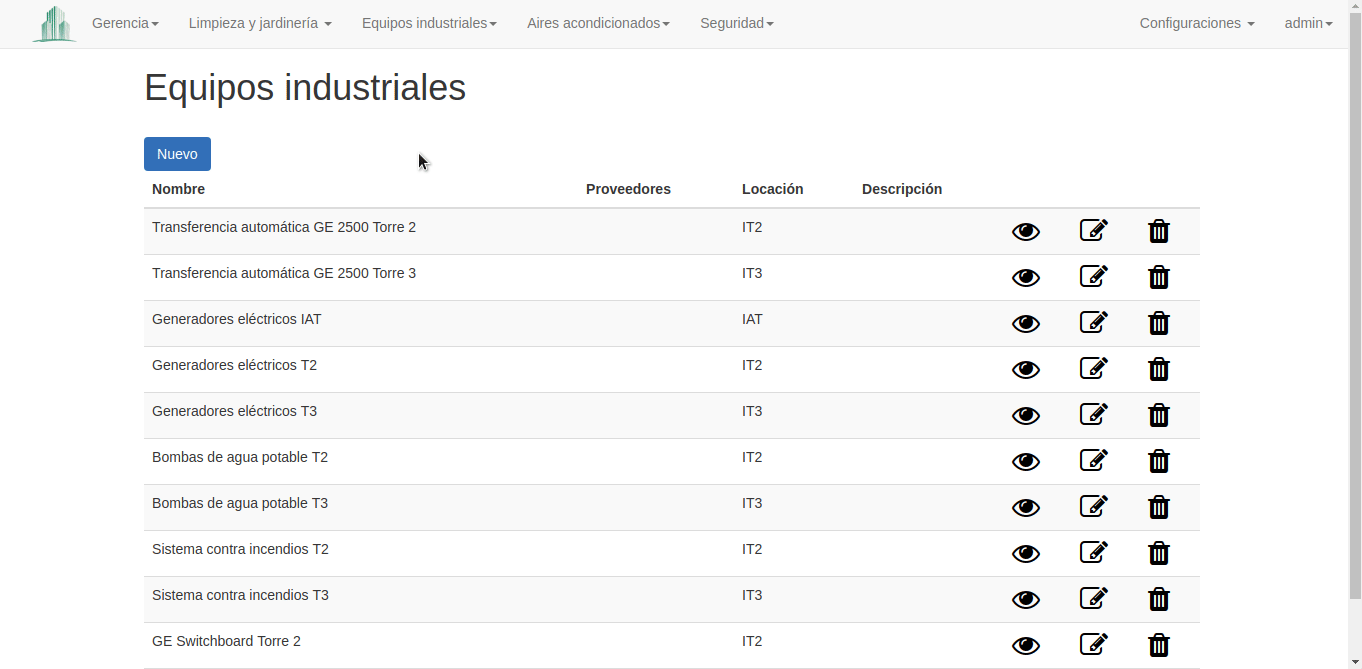 Gerencia Limpieza y jardinería Equipos industriales Aires acondicionados Seguridad Configuraciones admin
Equipos industriales
Nuevo
Nombre Proveedores Locación Descripción
Transferencia automática GE 2500 Torre 2 IT2
Transferencia automática GE 2500 Torre 3 IT3
Generadores eléctricos IAT IAT
Generadores eléctricos T2 IT2
Generadores eléctricos T3 IT3
Bombas de agua potable T2 IT2
Bombas de agua potable T3 IT3
Sistema contra incendios T2 IT2
Sistema contra incendios T3 IT3
GE Switchboard Torre 2 IT2